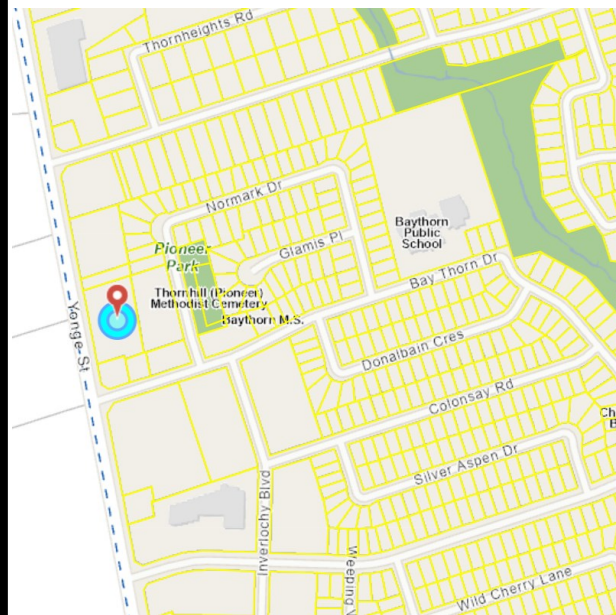 Thornheights Rd
Normark Dr
Pioneer
Park
Glamis Pl
Baythorn
Public
School
Thornhill (Pioneer)
Methodist Cemetery
Baythorn M.S.
Bay Thorn Dr
Yonge-St
Donalbain Cres
Colonsay Rd
Silver Aspen Dr
Inverlochy Blvd
Weeping
Wild Cherry Lane